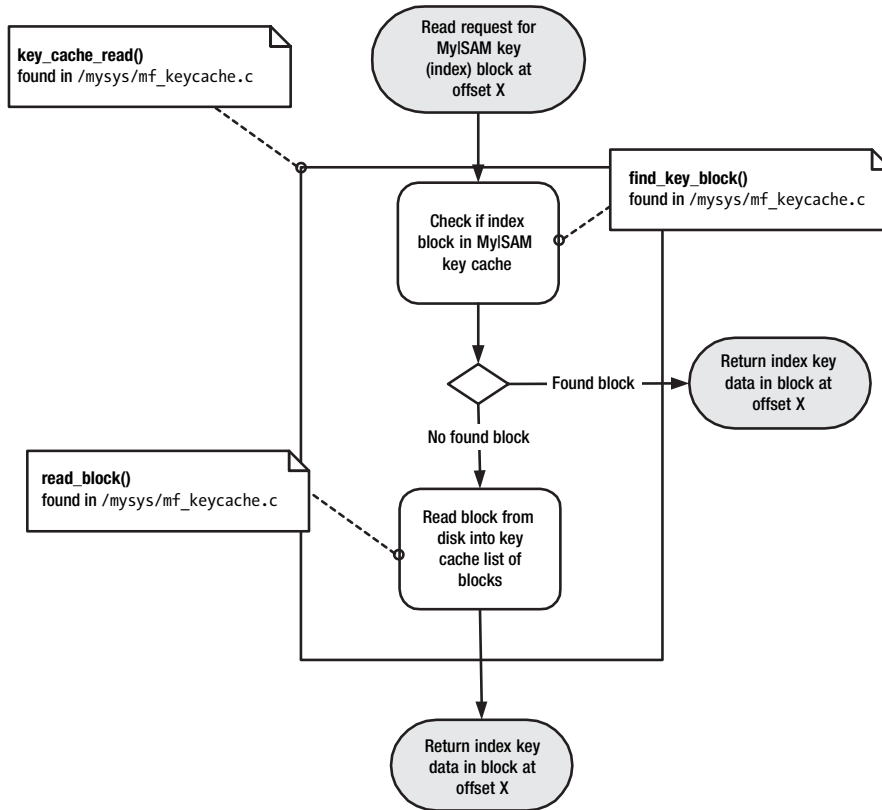 Read request for
MyISAM key
(index) block at
offset X
key_cache_read()
found in /mysys/mf_keycache.c
find_key_block()
found in /mysys/mf_keycache.c
Check if index
block in MyISAM
key cache
Found block
Return index key
data in block at
offset X
No found block
read_block()
found in /mysys/mf_keycache.c
Read block from
disk into key
cache list of
blocks
Return index key
data in block at
offset X